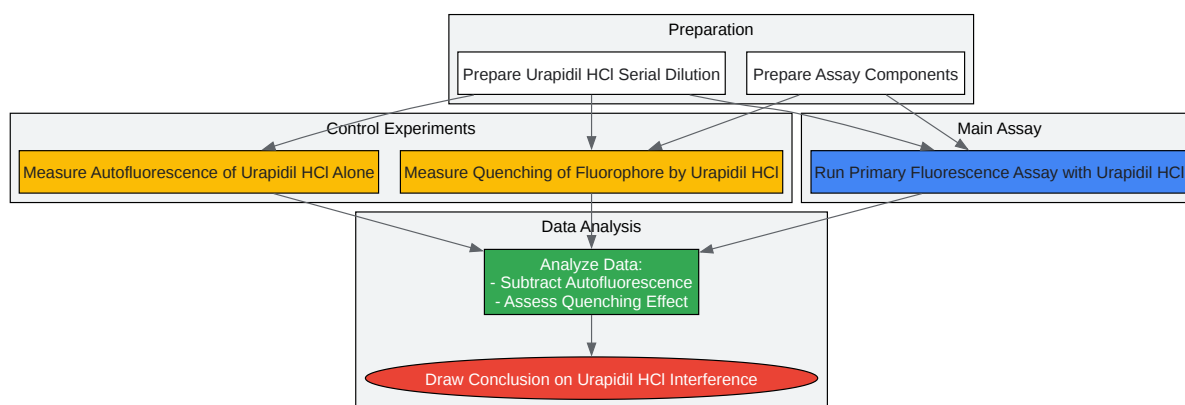 Preparation
Prepare Urapidil HCl Serial Dilution
Prepare Assay Components
Control Experiments
Main Assay
Measure Autofluorescence of Urapidil HCl Alone
Measure Quenching of Fluorophore by Urapidil HCl
Run Primary Fluorescence Assay with Urapidil HCl
Data Analysis
Analyze Data:
- Subtract Autofluorescence
- Assess Quenching Effect
Draw Conclusion on Urapidil HCl Interference